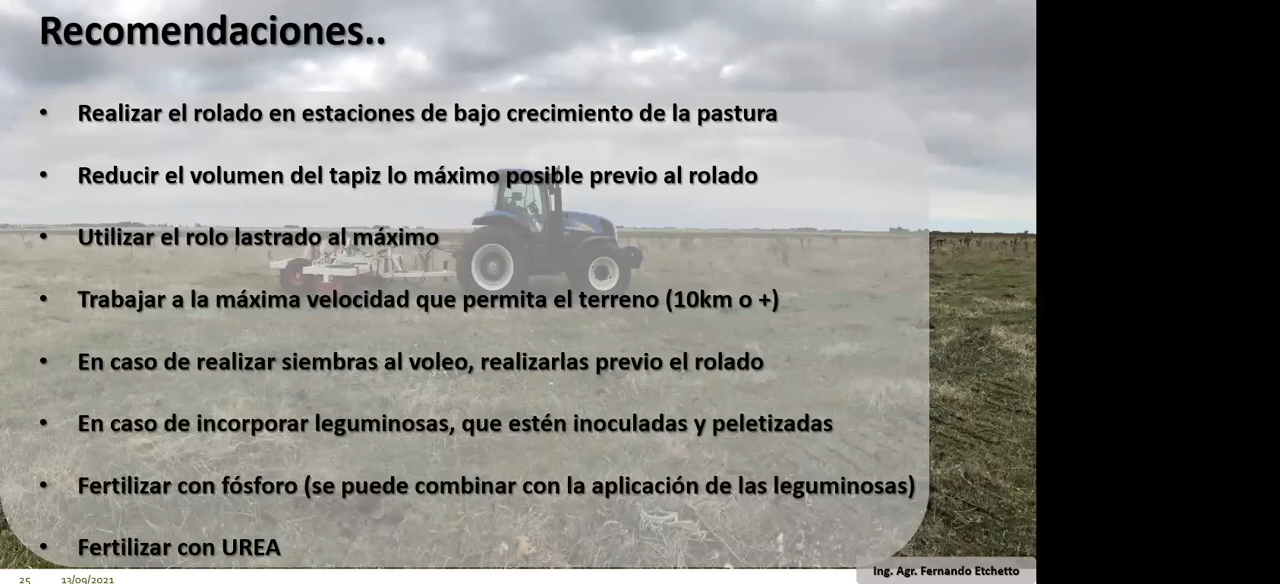 Recomendaciones..
• Realizar el rolado en estaciones de bajo crecimiento de la pastura
• Reducir el volumen del tapiz lo máximo posible previo al rolado
• Utilizar el rolo lastrado al máximo
• Trabajar a la máxima velocidad que permita el terreno (10km o +)
• En caso de realizar siembras al voleo, realizarlas previo el rolado
• En caso de incorporar leguminosas, que estén inoculadas y peletizadas
• Fertilizar con fósforo (se puede combinar con la aplicación de las leguminosas)
• Fertilizar con UREA
Ing. Agr. Fernando Etchetto
25 13/09/2021